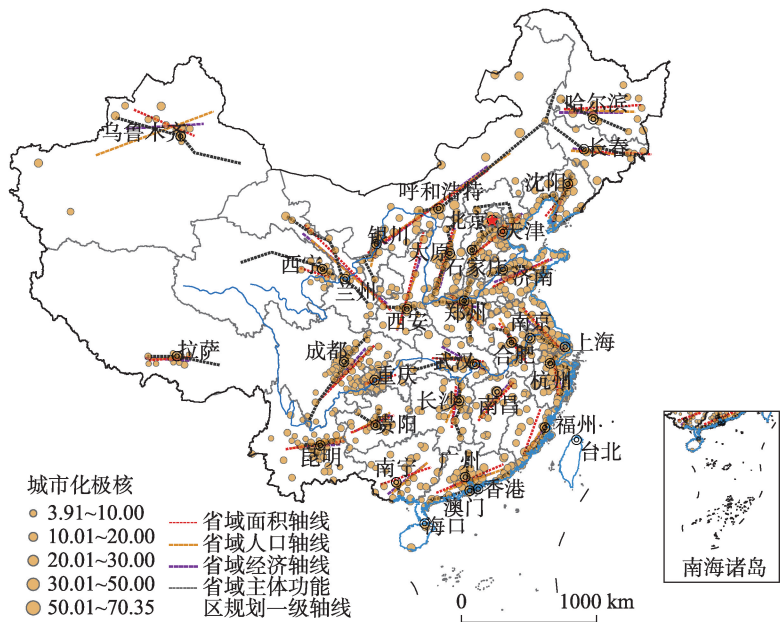 哈尔滨
乌鲁木齐
长春
沈阳
呼和浩特
北京
天津
银川
太原
石家庄
西宁
济南
兰州
西安
郑州
南京
上海
合肥
拉萨
成都
武汉
杭州
重庆
长沙
南昌
贵阳
福州
台北
昆明
南宁
广州
香港
澳门
海口
城市化极核
3.91~10.00
10.01~20.00
20.01~30.00
30.01~50.00
50.01~70.35
省域面积轴线
省域人口轴线
省域经济轴线
省域主体功能
区规划一级轴线
0 1000 km
南海诸岛